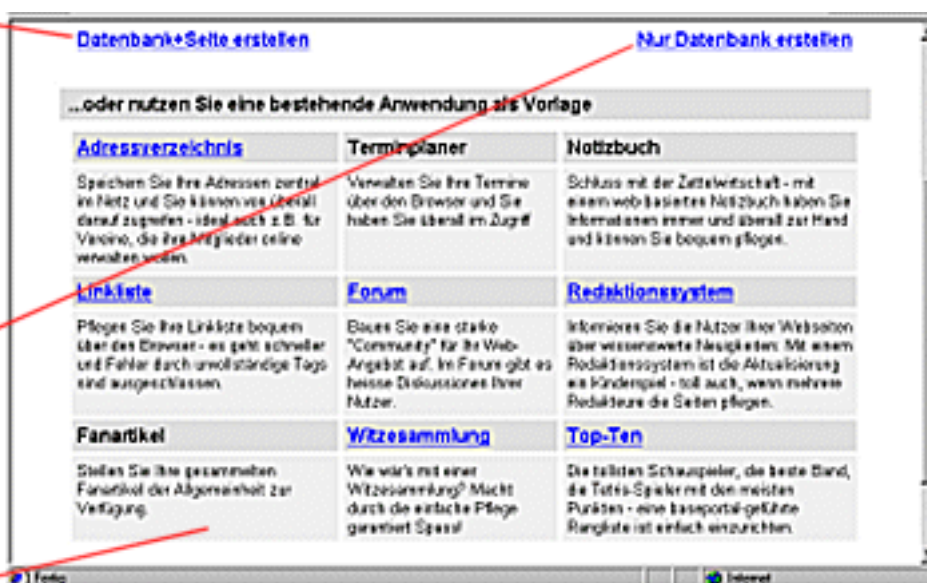 Datenbank+Seite erstellen
Nur Datenbank erstellen
...oder nutzen Sie eine bestehende Anwendung als Vorlage
Adressverzeichnis
Terminplaner
Notizbuch
Speichern Sie Ihre Adressen zentral
im Netz und Sie können von überall
darauf zugreifen - ideal auch z.B. für
Vereine, die ihre Mitglieder online
verwalten wollen.
Verwalten Sie Ihre Termine
über den Browser und Sie
haben Sie überall im Zugriff
Schluss mit der Zettelwirtschaft - mit
einem web basierten Notizbuch haben Sie
Informationen immer und überall zur Hand
und können Sie bequem pflegen.
Linkliste
Forum
Redaktionssystem
Pflegen Sie Ihre Linkliste bequem
über den Browser - es geht schneller
und Fehler durch unvollständige Tags
sind ausgeschlossen.
Bauen Sie eine starke
"Community" für Ihr Web-
Angebot auf. Im Forum gibt es
heisse Diskussionen Ihrer
Nutzer.
Informieren Sie die Nutzer Ihrer Webseiten
über wissenswerte Neuigkeiten: Mit einem
Redaktionssystem ist die Aktualisierung
ein Kinderspiel - toll auch, wenn mehrere
Redakteure die Seiten pflegen.
Fanartikel
Witzesammlung
Top-Ten
Stellen Sie Ihre gesammelten
Fanartikel der Allgemeinheit zur
Verfügung.
Wie wär's mit einer
Witzesammlung? Macht
durch die einfache Pflege
garantiert Spass!
Die tollsten Schauspieler, die beste Band,
die Tetris-Spieler mit den meisten
Punkten - eine baseportal-geführte
Rangliste ist einfach einzurichten.
Fertig
Internet